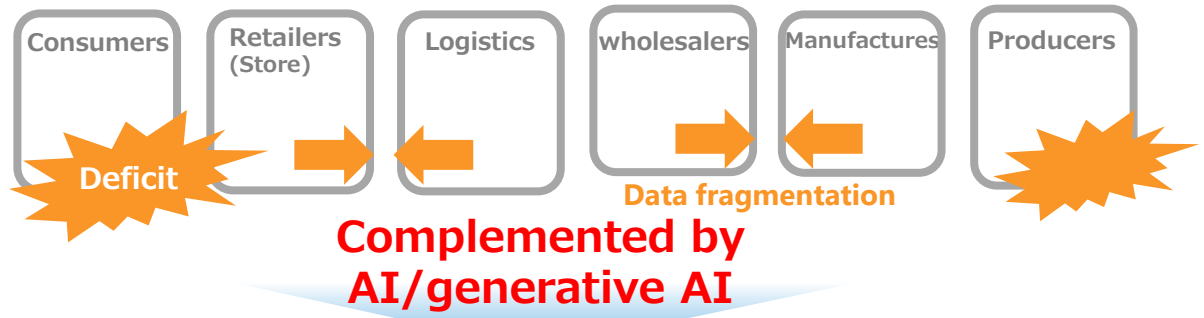 Consumers
Retailers
(Store)
Logistics
wholesalers
Manufactures
Producers
Deficit
Data fragmentation
Complemented by
AI/generative AI